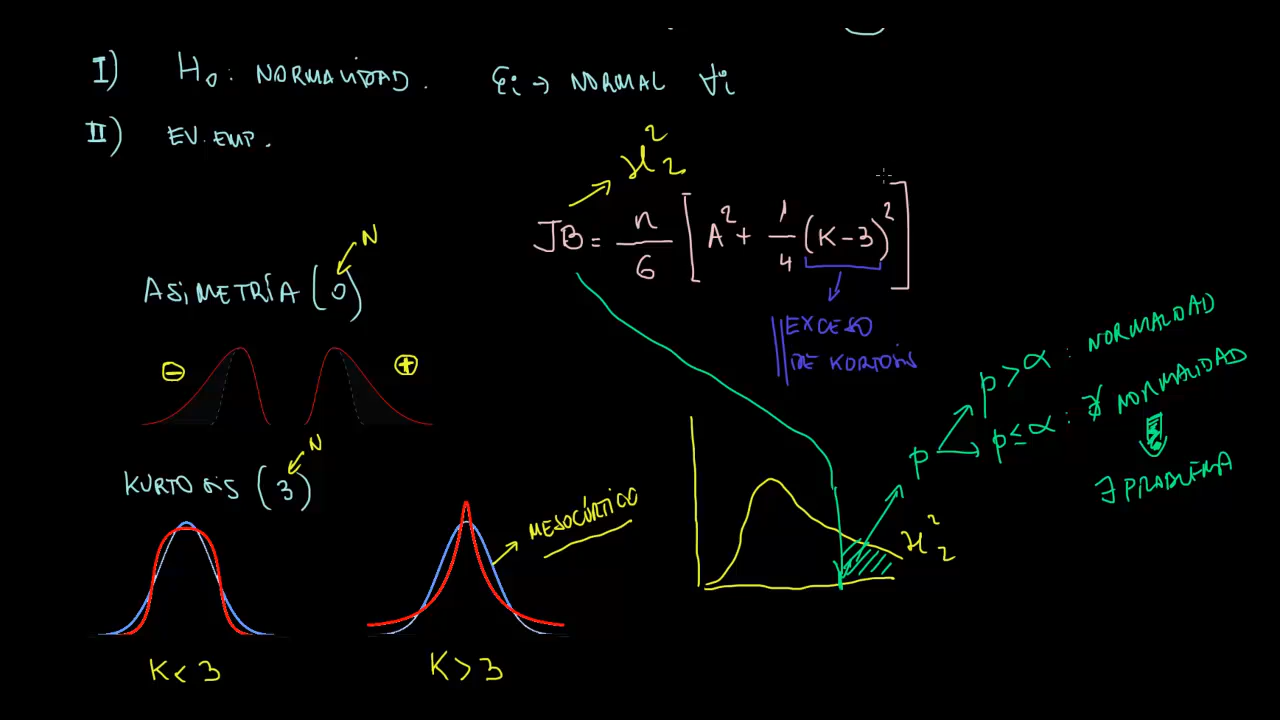 I) H₀: NORMALIDAD. εi → NORMAL ∀i
II) EV. EMP.
JB → χ²₂
JB = n/6 [A² + 1/4 (K-3)²]
EXCESO
DE KURTOSIS
ASIMETRÍA (0)
N
⊖ ⊕
KURTOSIS (3)
N
MESOCÚRTICO
K < 3
K > 3
χ²₂
p
p > α : NORMALIDAD
p ≤ α : ∄ NORMALIDAD
∃ PROBLEMA